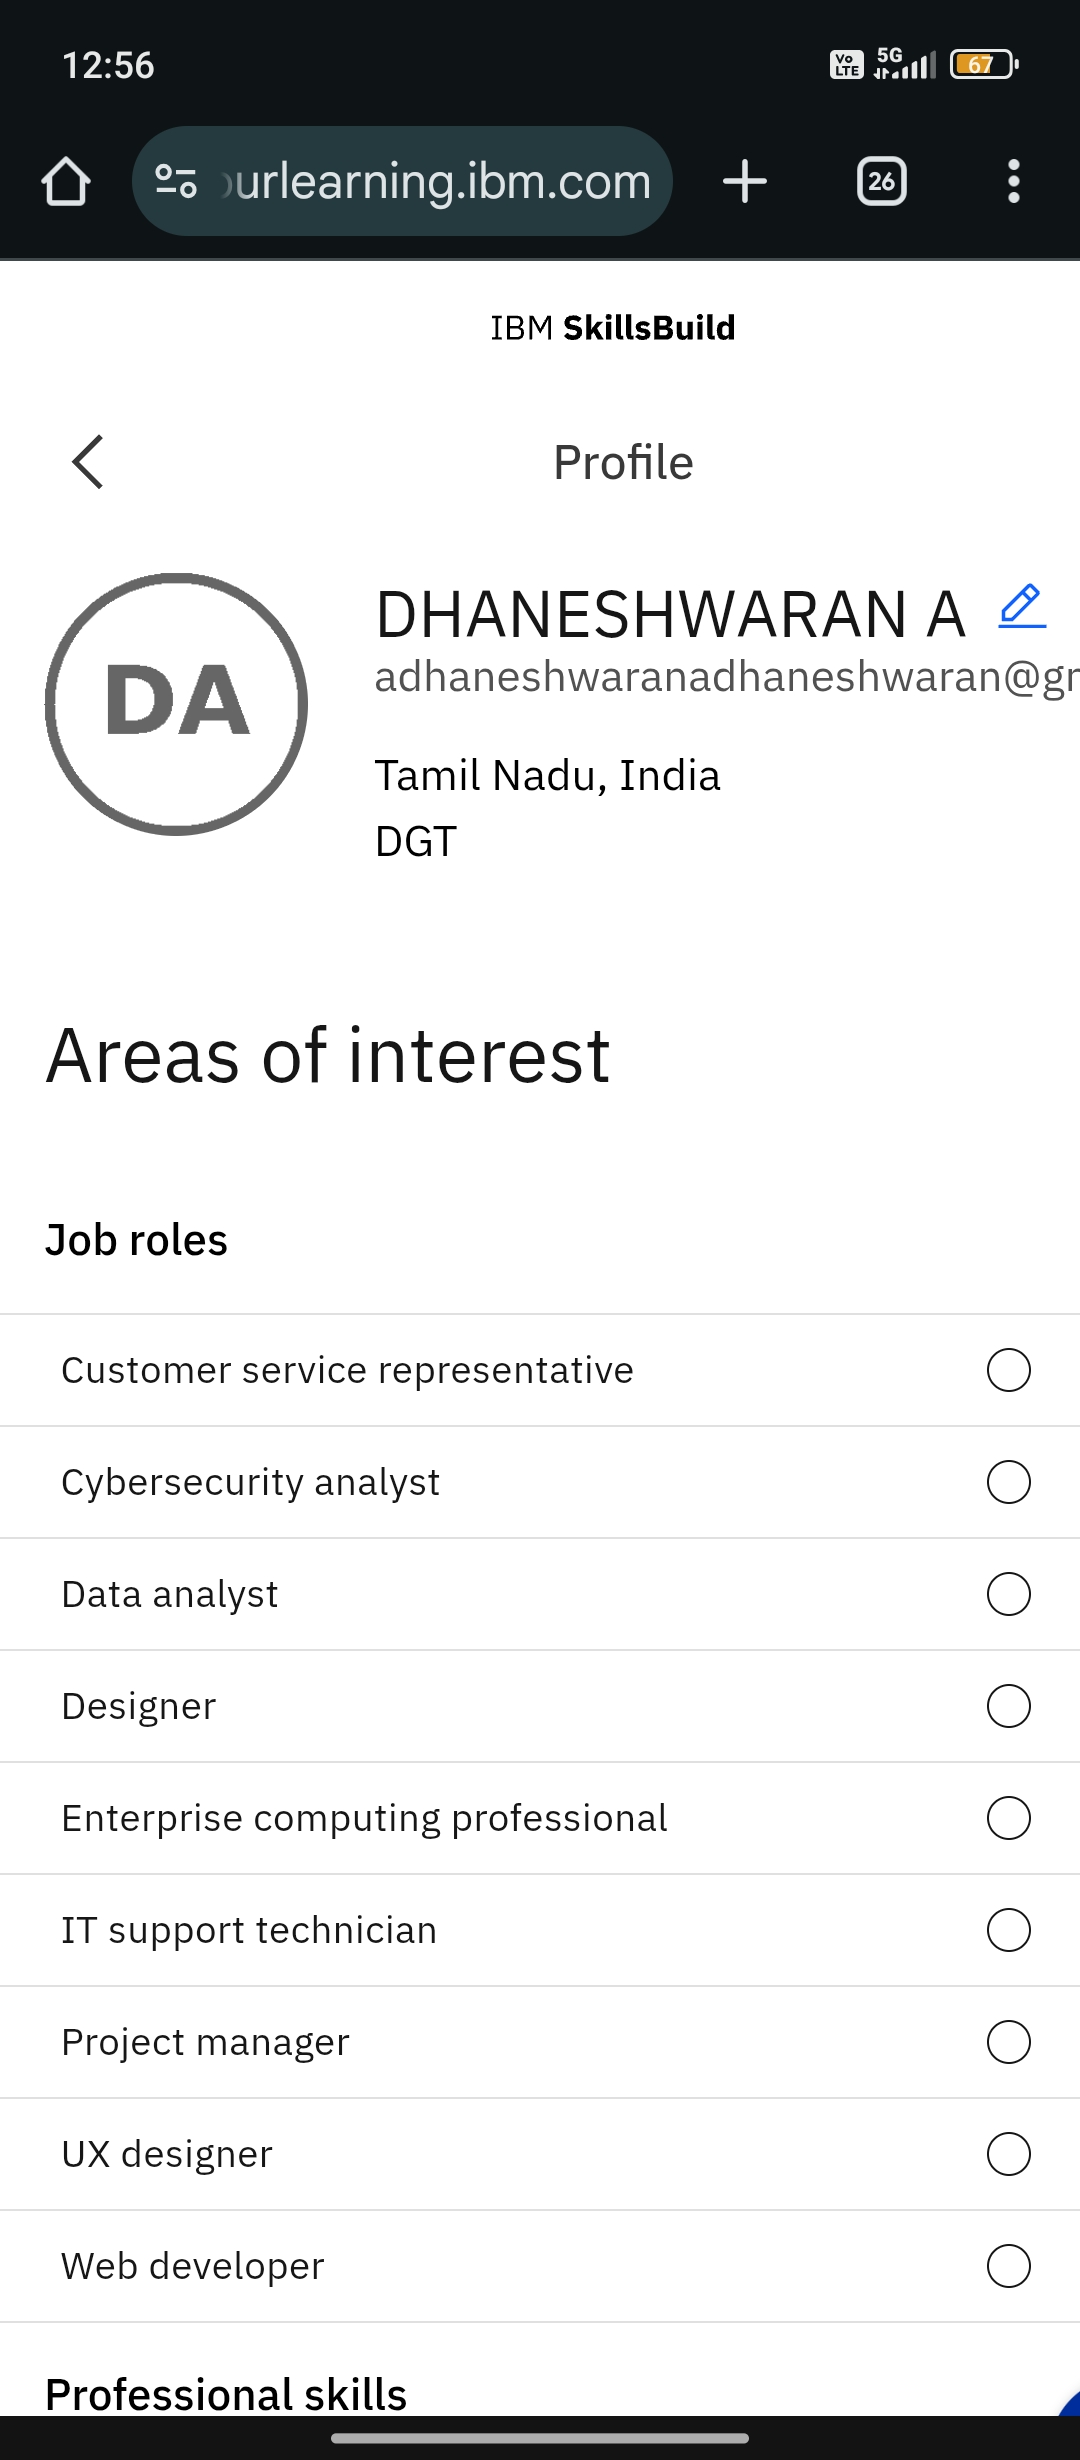 12:56
Vo
LTE
5G
67
urlearning.ibm.com
26
IBM SkillsBuild
Profile
DA
DHANESHWARAN A
adhaneshwaranadhaneshwaran@g
Tamil Nadu, India
DGT
Areas of interest
Job roles
Customer service representative
Cybersecurity analyst
Data analyst
Designer
Enterprise computing professional
IT support technician
Project manager
UX designer
Web developer
Professional skills